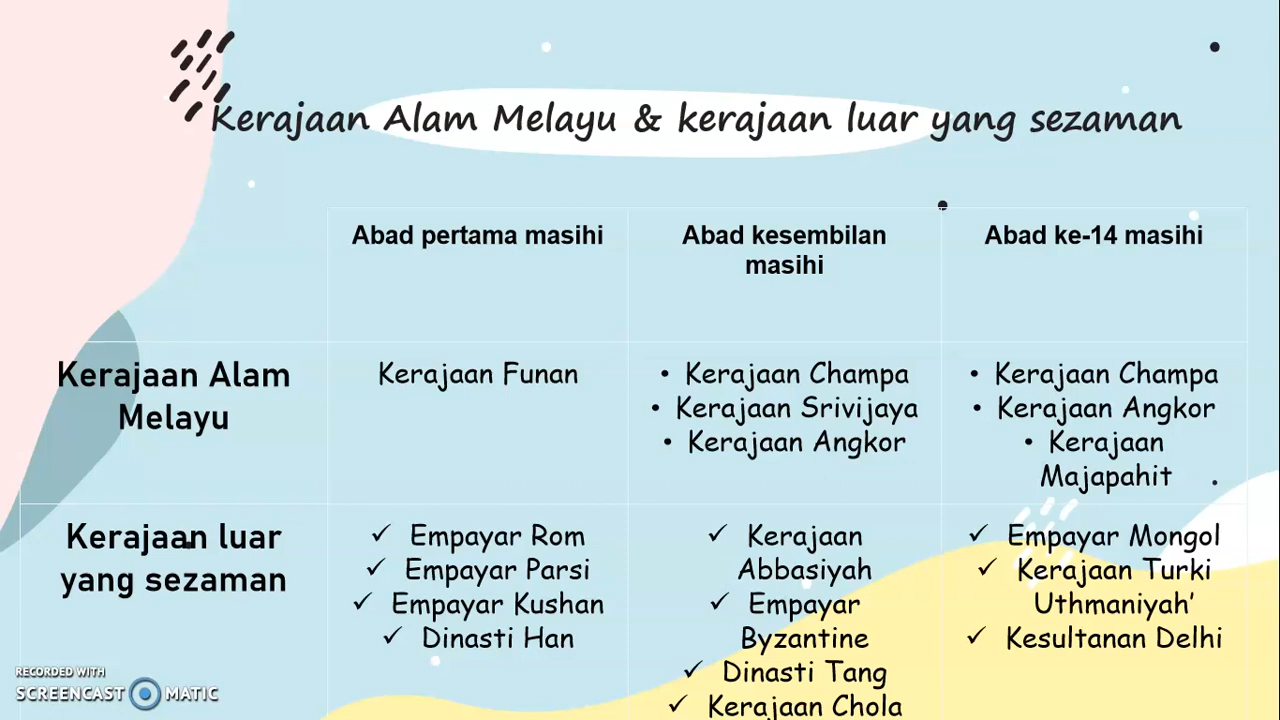 Kerajaan Alam Melayu & kerajaan luar yang sezaman
Abad pertama masihi
Abad kesembilan
masihi
Abad ke-14 masihi
Kerajaan Alam
Melayu
Kerajaan Funan
• Kerajaan Champa
• Kerajaan Srivijaya
• Kerajaan Angkor
• Kerajaan Champa
• Kerajaan Angkor
• Kerajaan
Majapahit
Kerajaan luar
yang sezaman
✓ Empayar Rom
✓ Empayar Parsi
✓ Empayar Kushan
✓ Dinasti Han
✓ Kerajaan
Abbasiyah
✓ Empayar
Byzantine
✓ Dinasti Tang
✓ Kerajaan Chola
✓ Empayar Mongol
✓ Kerajaan Turki
Uthmaniyah’
✓ Kesultanan Delhi
RECORDED WITH
SCREENCAST MATIC